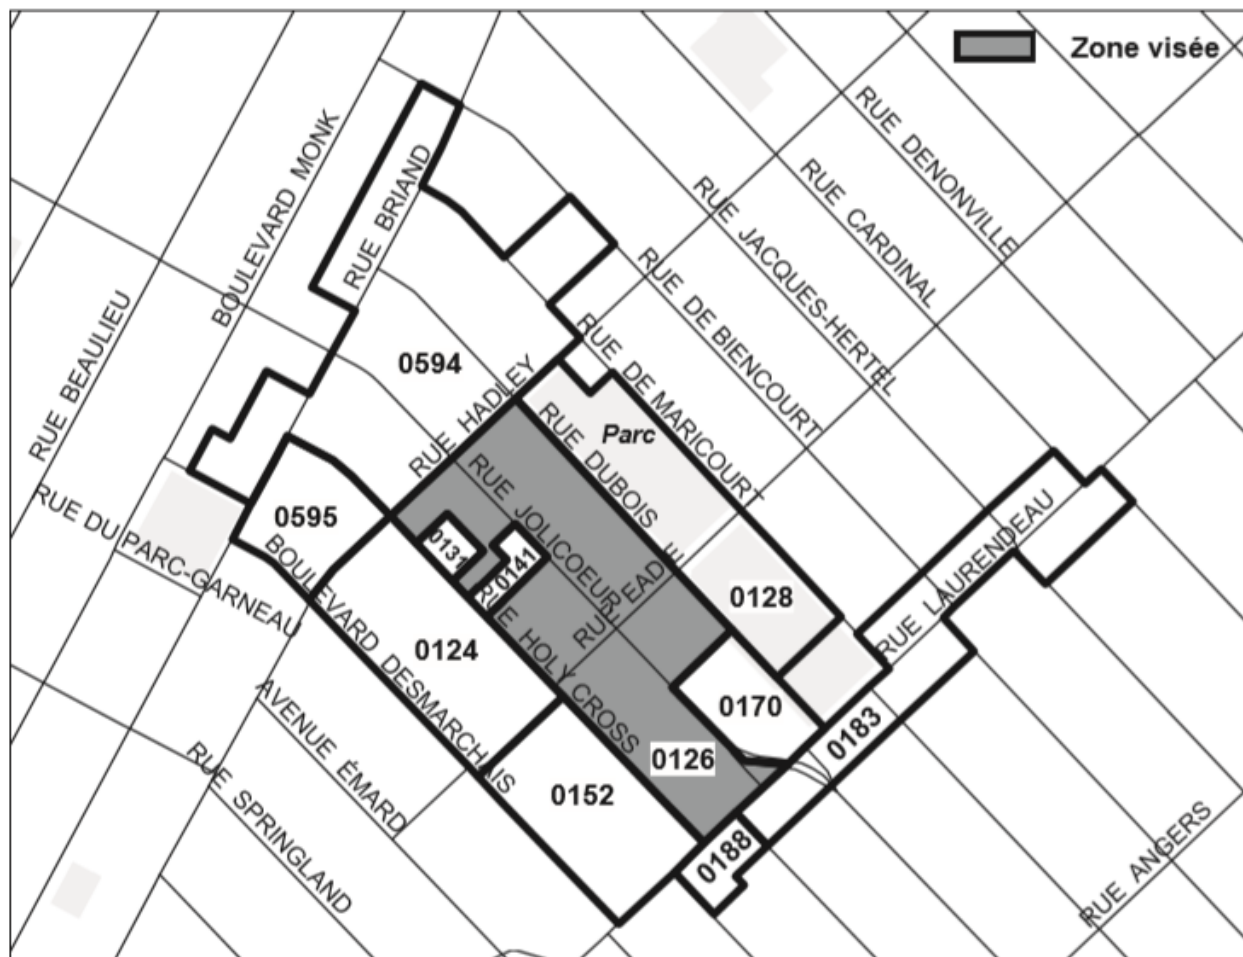 Zone visée
RUE DENONVILLE
BOULEVARD MONK
RUE BRIAND
RUE CARDINAL
RUE JACQUES-HERTEL
RUE DE BIENCOURT
RUE BEAULIEU
RUE DE MARICOURT
0594
RUE HADLEY
Parc
RUE DUBOIS
RUE JOLICOEUR
RUE DU PARC-GARNEAU
0595
0131
0141
RUE EADIE
RUE LAURENDEAU
0128
BOULEVARD DESMARCHAIS
0124
RUE HOLY CROSS
0170
0183
0126
AVENUE ÉMARD
RUE SPRINGLAND
0152
0188
RUE ANGERS